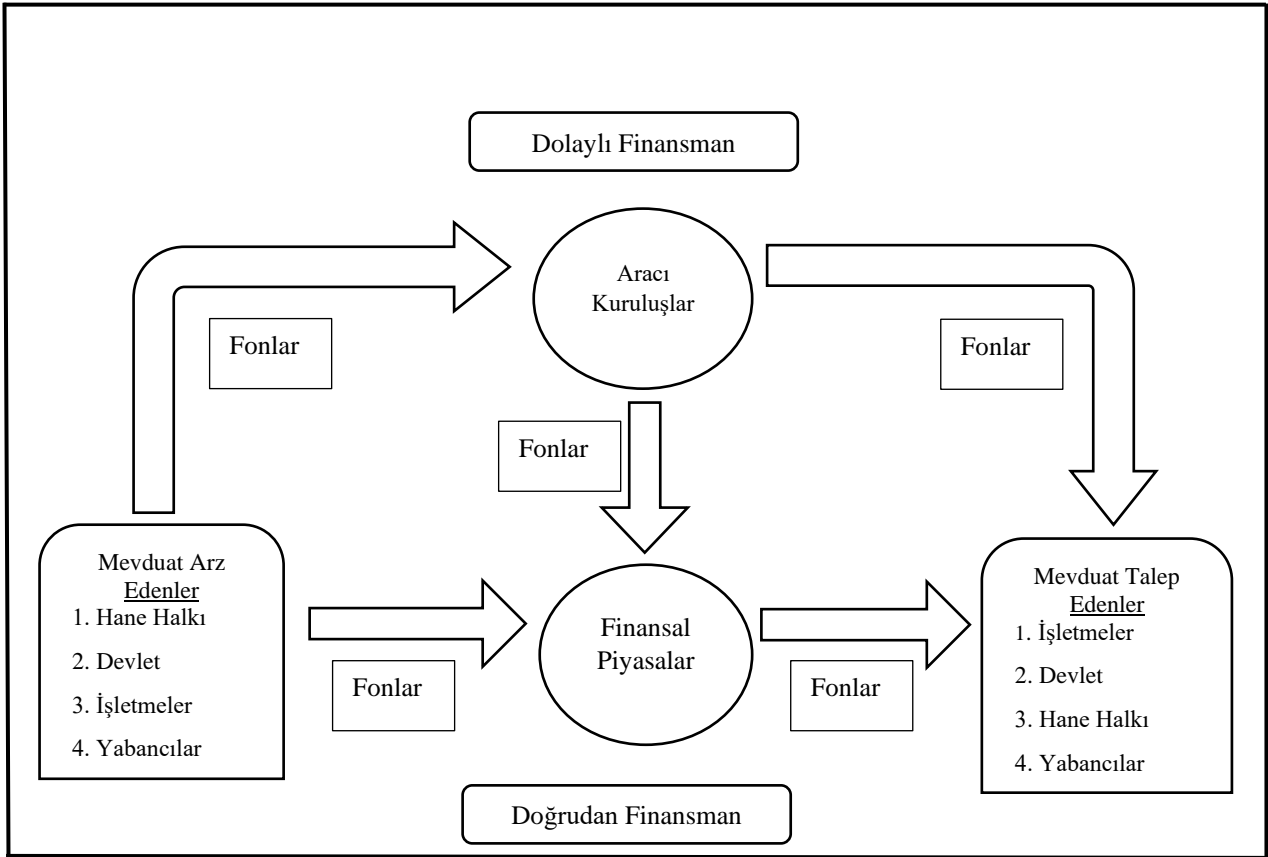 Dolaylı Finansman
Aracı
Kuruluşlar
Fonlar
Fonlar
Fonlar
Mevduat Arz
Edenler
1. Hane Halkı
2. Devlet
3. İşletmeler
4. Yabancılar
Finansal
Piyasalar
Fonlar
Fonlar
Mevduat Talep
Edenler
1. İşletmeler
2. Devlet
3. Hane Halkı
4. Yabancılar
Doğrudan Finansman